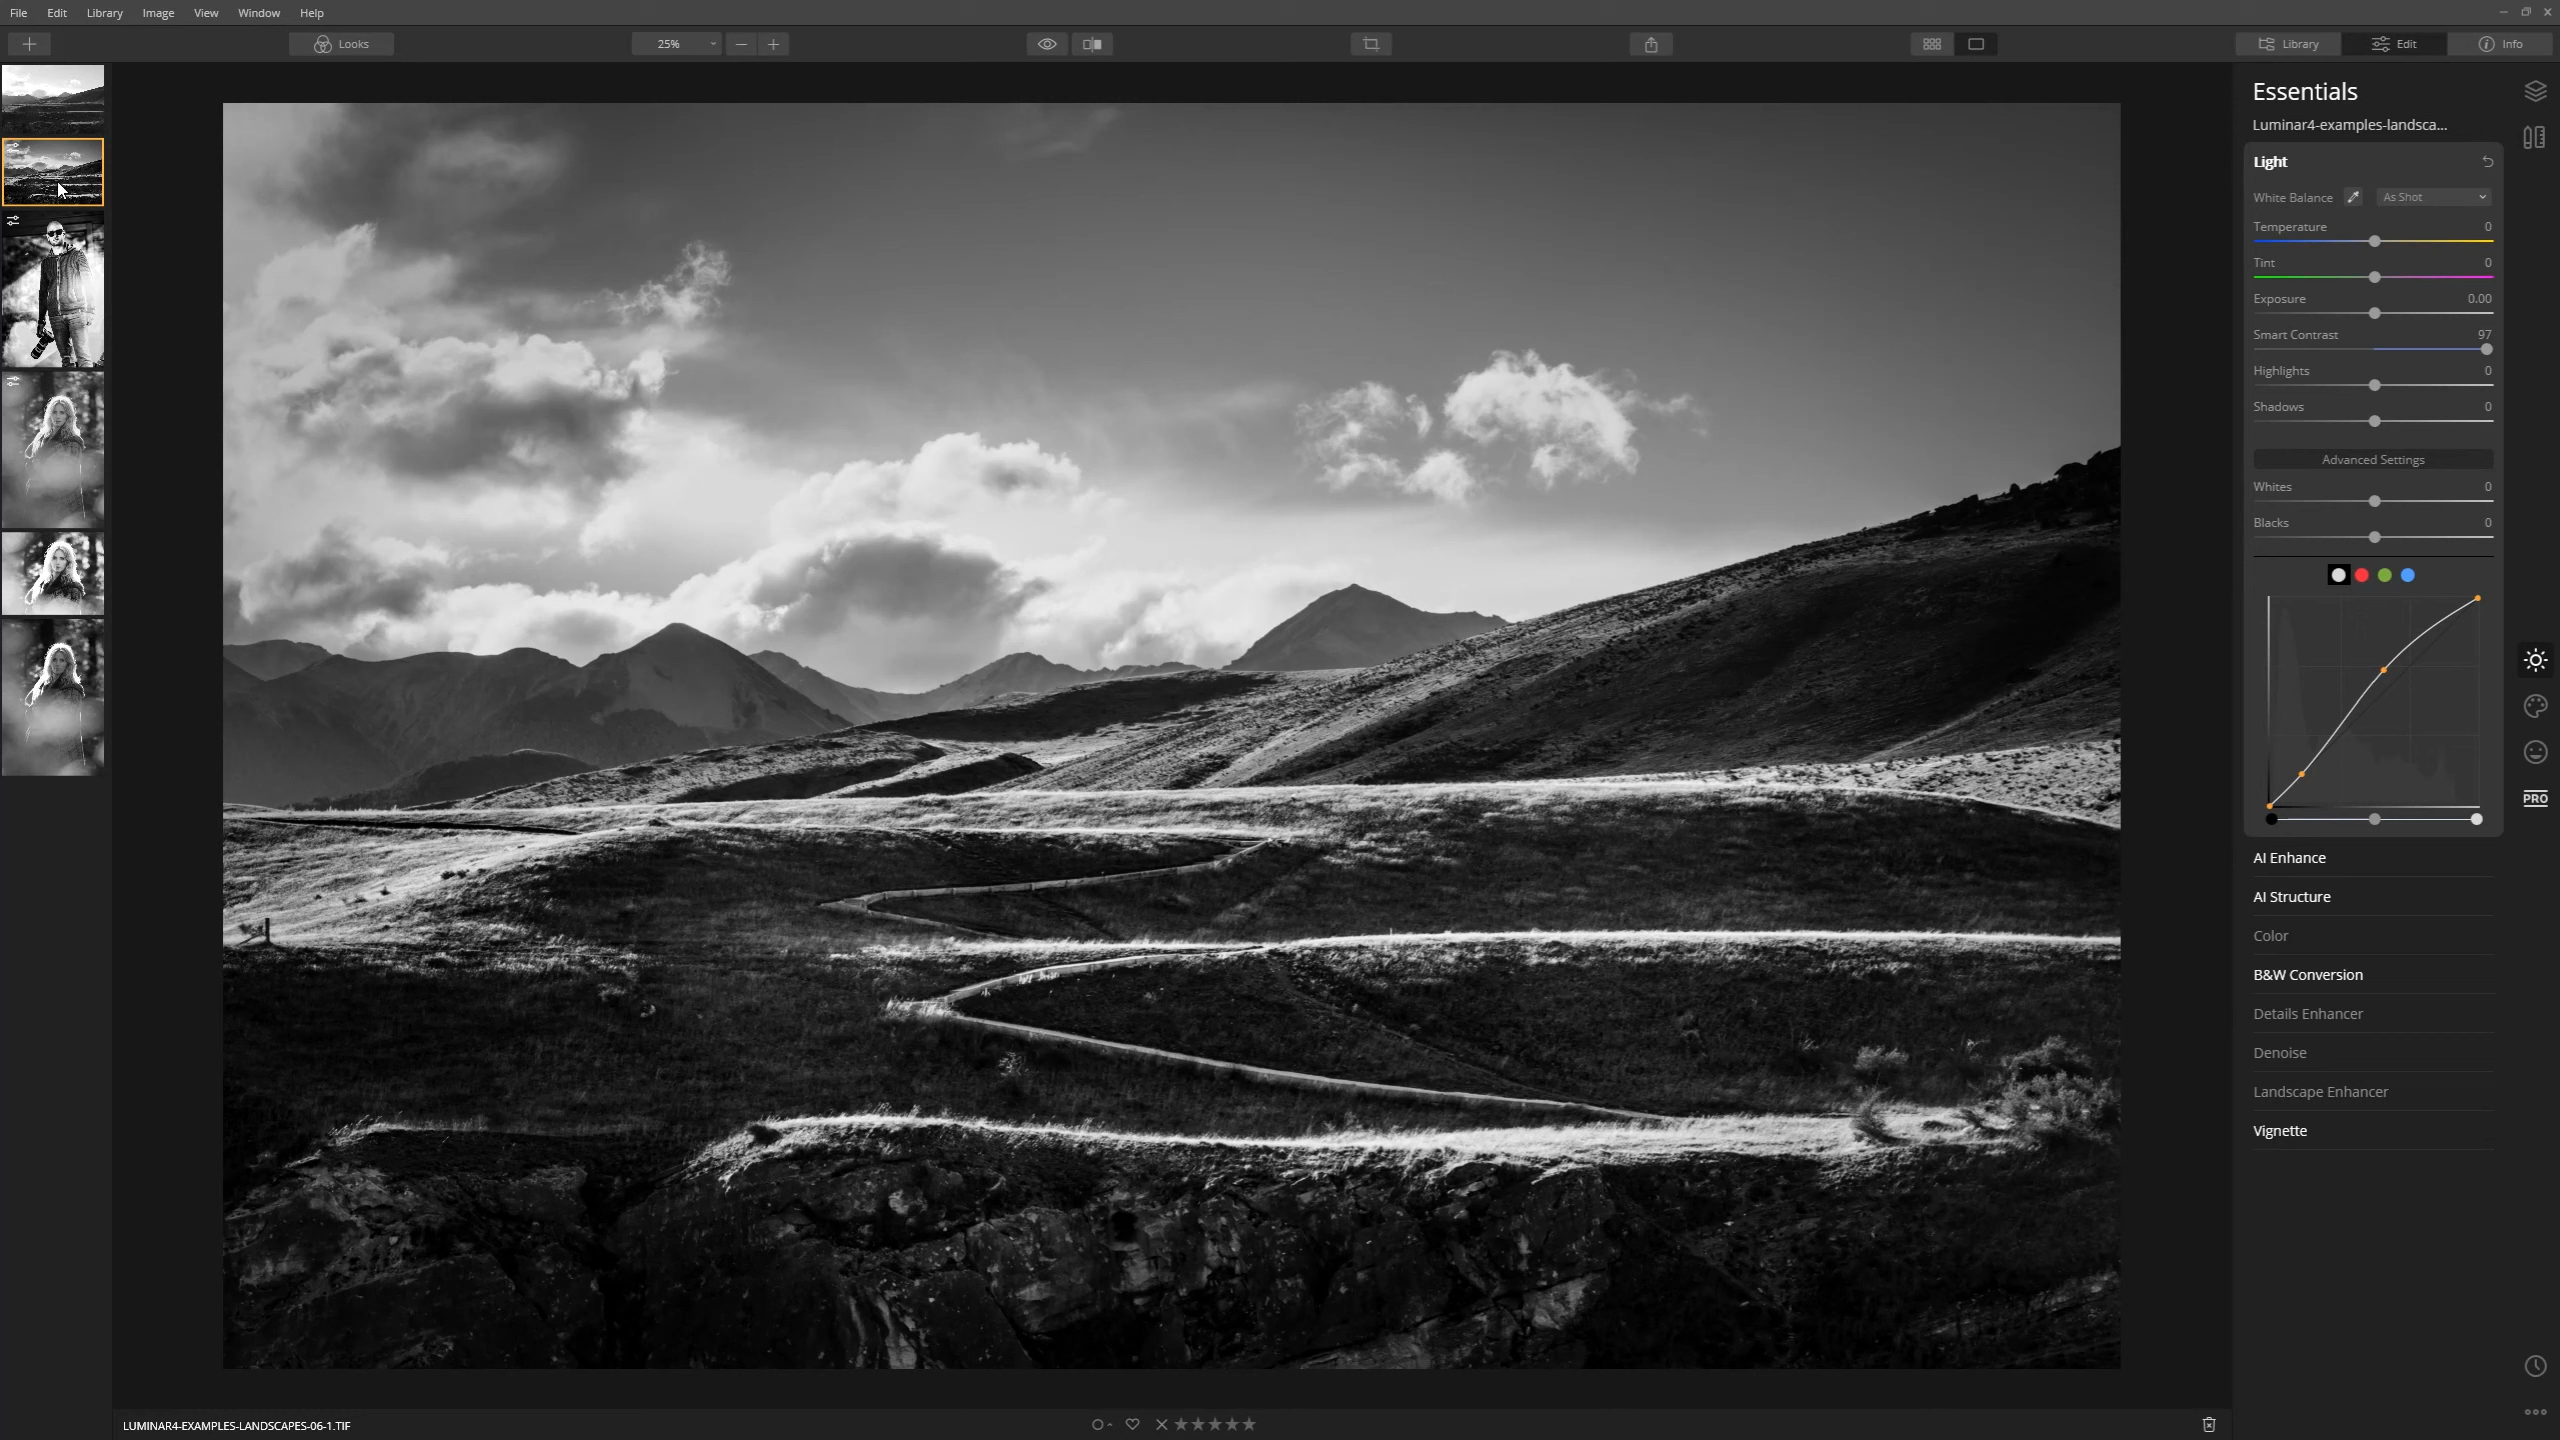 File Edit Library Image View Window Help
Looks 25% Library Edit Info
Essentials
Luminar4-examples-landsca...
Light
White Balance As Shot
Temperature 0
Tint 0
Exposure 0.00
Smart Contrast 97
Highlights 0
Shadows 0
Advanced Settings
Whites 0
Blacks 0
PRO
AI Enhance
AI Structure
Color
B&W Conversion
Details Enhancer
Denoise
Landscape Enhancer
Vignette
LUMINAR4-EXAMPLES-LANDSCAPES-06-1.TIF